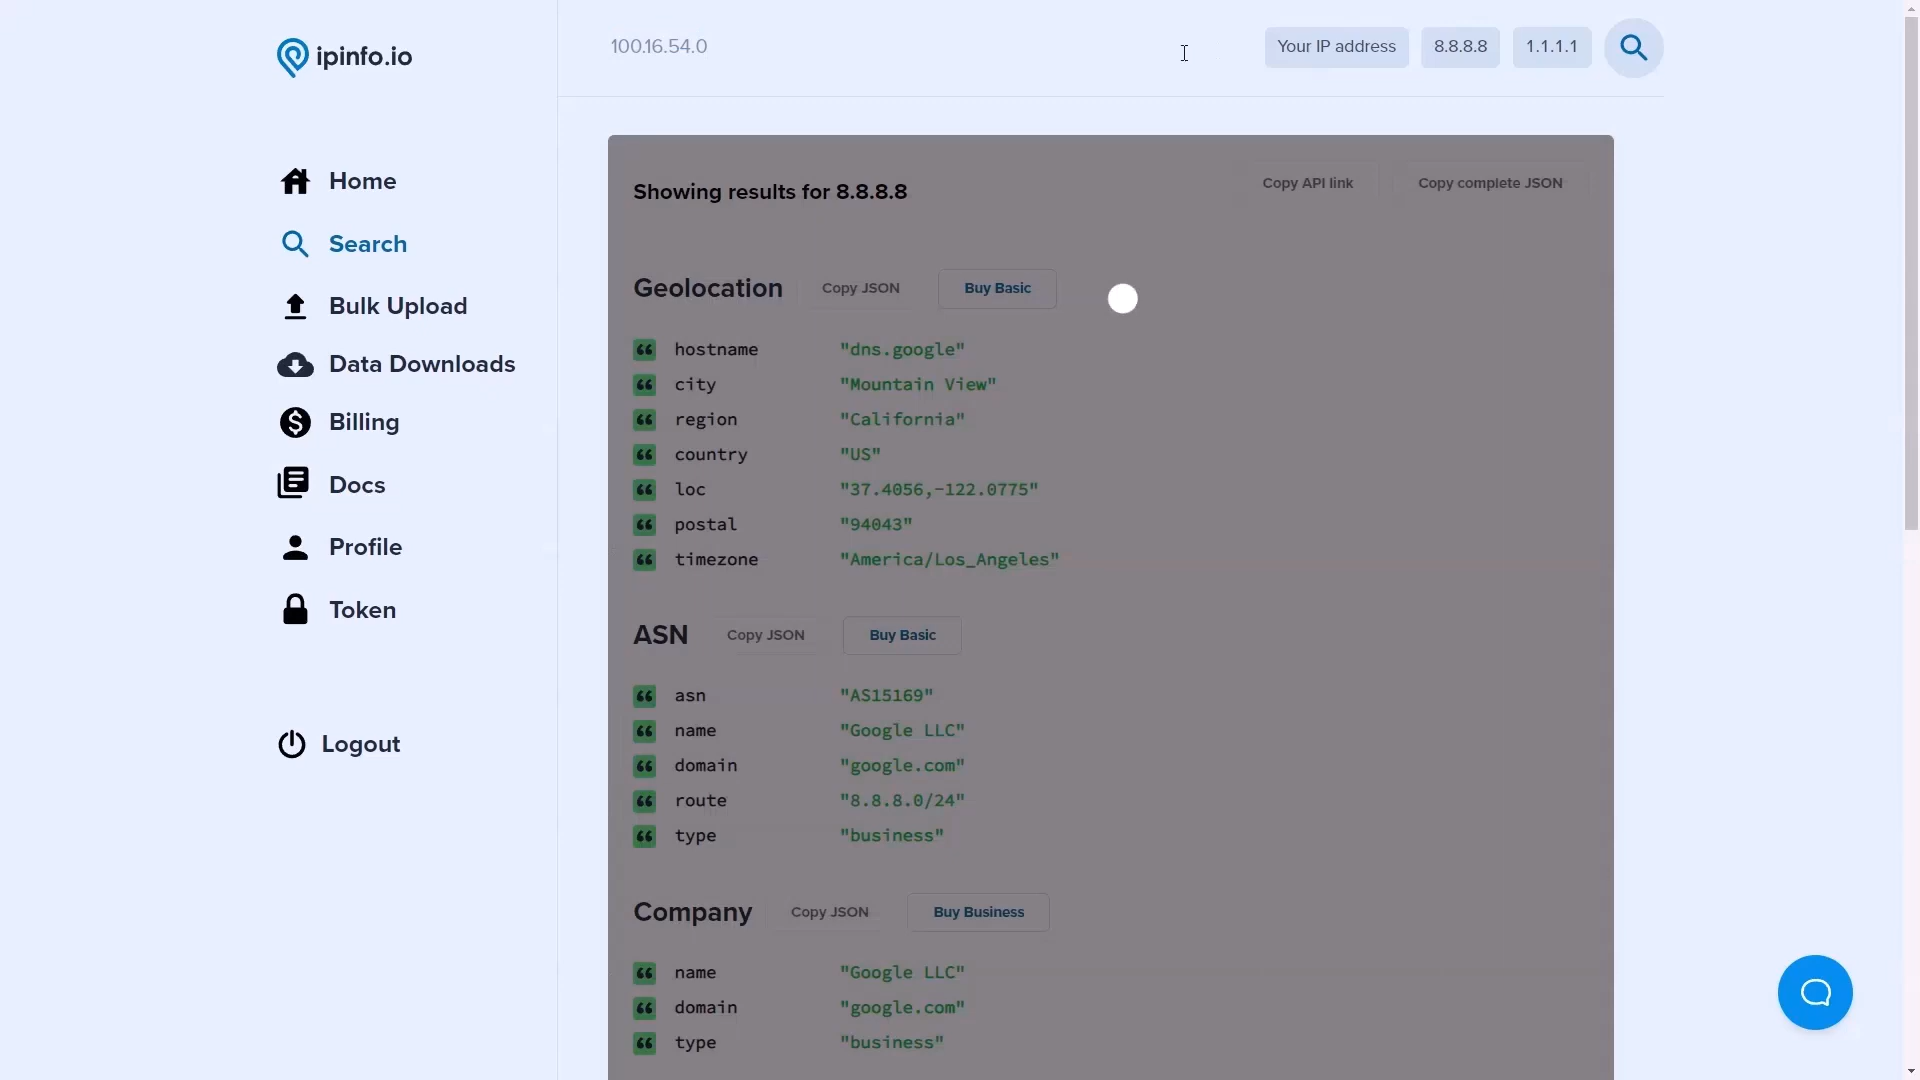 ipinfo.io
100.16.54.0
Your IP address
8.8.8.8
1.1.1.1
Home
Search
Bulk Upload
Data Downloads
Billing
Docs
Profile
Token
Logout
Showing results for 8.8.8.8
Copy API link
Copy complete JSON
Geolocation Copy JSON Buy Basic
hostname "dns.google"
city "Mountain View"
region "California"
country "US"
loc "37.4056,-122.0775"
postal "94043"
timezone "America/Los_Angeles"
ASN Copy JSON Buy Basic
asn "AS15169"
name "Google LLC"
domain "google.com"
route "8.8.8.0/24"
type "business"
Company Copy JSON Buy Business
name "Google LLC"
domain "google.com"
type "business"